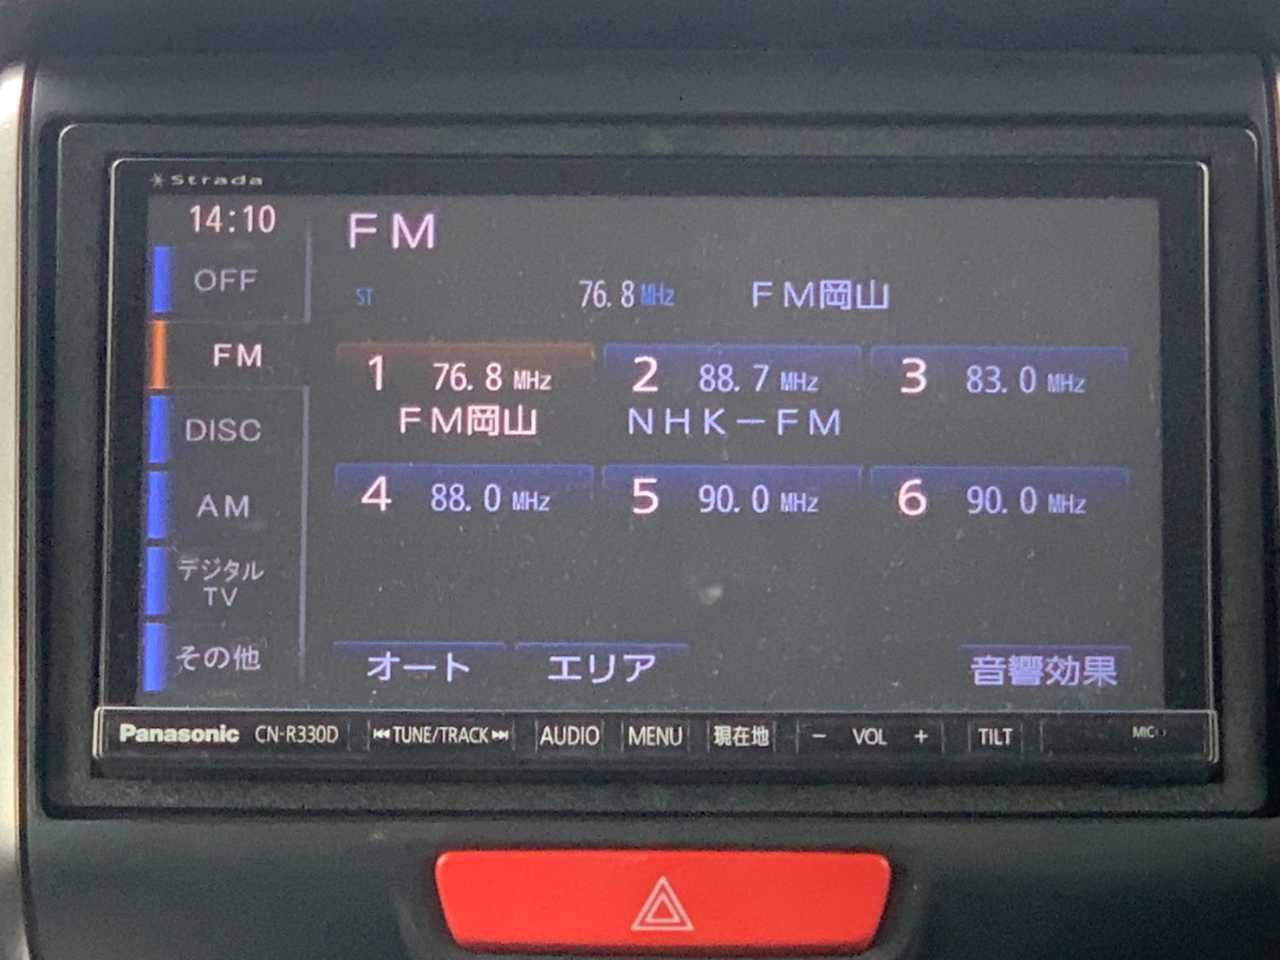 Strada
14:10
FM
OFF
ST 76.8 MHz FM岡山
FM
1 76.8 MHz
FM岡山
2 88.7 MHz
NHK-FM
3 83.0 MHz
DISC
AM
4 88.0 MHz
5 90.0 MHz
6 90.0 MHz
デジタル
TV
その他
オート
エリア
音響効果
Panasonic CN-R330D TUNE/TRACK AUDIO MENU 現在地 - VOL + TILT MIC